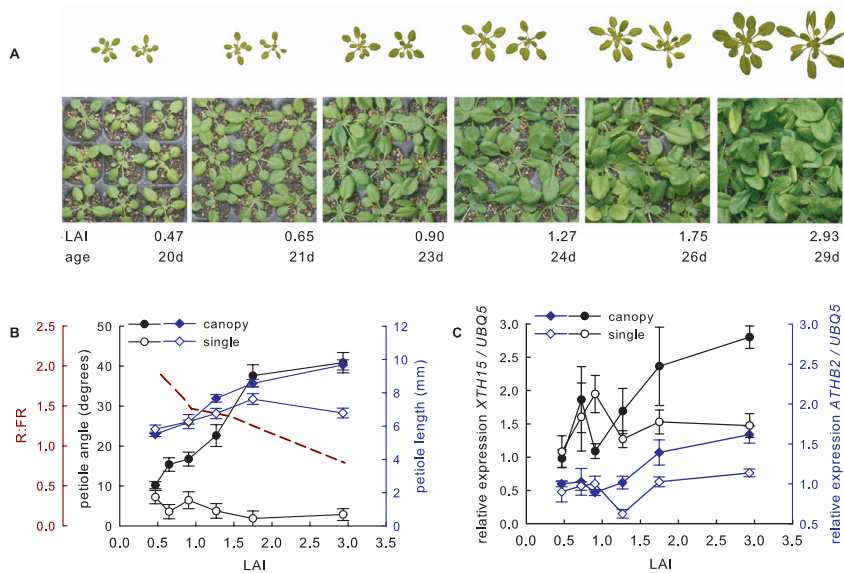 A
-LAI 0.47 0.65 0.90 1.27 1.75 2.93
age 20d 21d 23d 24d 26d 29d
B
canopy
single
R:FR
2.5
2.0
1.5
1.0
0.5
0.0
petiole angle (degrees)
50
40
30
20
10
0
petiole length (mm)
12
10
8
6
4
2
0
0.0 0.5 1.0 1.5 2.0 2.5 3.0 3.5
LAI
C
canopy
single
relative expression XTH15 / UBQ5
3.0
2.5
2.0
1.5
1.0
0.5
0.0
relative expression ATHB2 / UBQ5
3.0
2.5
2.0
1.5
1.0
0.5
0.0 0.5 1.0 1.5 2.0 2.5 3.0 3.5
LAI